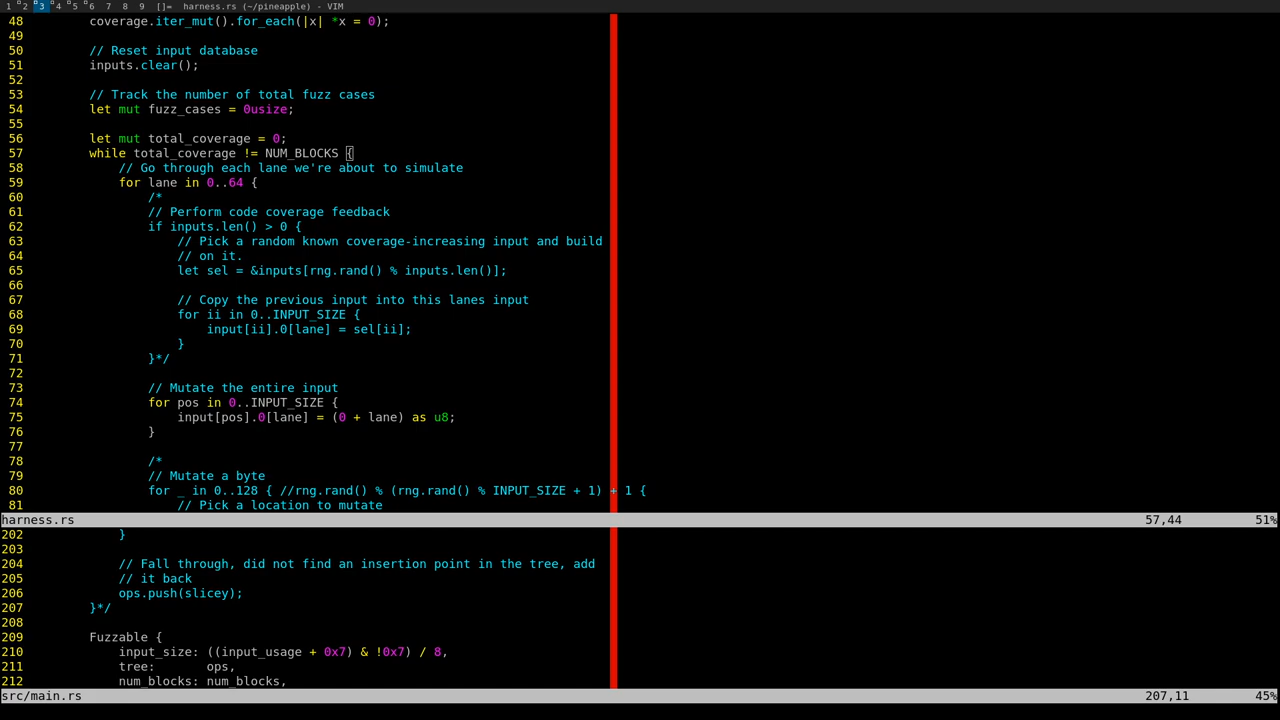 1 2 3 4 5 6 7 8 9 []= harness.rs (~/pineapple) - VIM
48 coverage.iter_mut().for_each(|x| *x = 0);
49
50 // Reset input database
51 inputs.clear();
52
53 // Track the number of total fuzz cases
54 let mut fuzz_cases = 0usize;
55
56 let mut total_coverage = 0;
57 while total_coverage != NUM_BLOCKS {
58 // Go through each lane we're about to simulate
59 for lane in 0..64 {
60 /*
61 // Perform code coverage feedback
62 if inputs.len() > 0 {
63 // Pick a random known coverage-increasing input and build
64 // on it.
65 let sel = &inputs[rng.rand() % inputs.len()];
66
67 // Copy the previous input into this lanes input
68 for ii in 0..INPUT_SIZE {
69 input[ii].0[lane] = sel[ii];
70 }
71 }*/
72
73 // Mutate the entire input
74 for pos in 0..INPUT_SIZE {
75 input[pos].0[lane] = (0 + lane) as u8;
76 }
77
78 /*
79 // Mutate a byte
80 for _ in 0..128 { //rng.rand() % (rng.rand() % INPUT_SIZE + 1) + 1 {
81 // Pick a location to mutate
harness.rs 57,44 51%
202 }
203
204 // Fall through, did not find an insertion point in the tree, add
205 // it back
206 ops.push(slicey);
207 }*/
208
209 Fuzzable {
210 input_size: ((input_usage + 0x7) & !0x7) / 8,
211 tree: ops,
212 num_blocks: num_blocks,
src/main.rs 207,11 45%